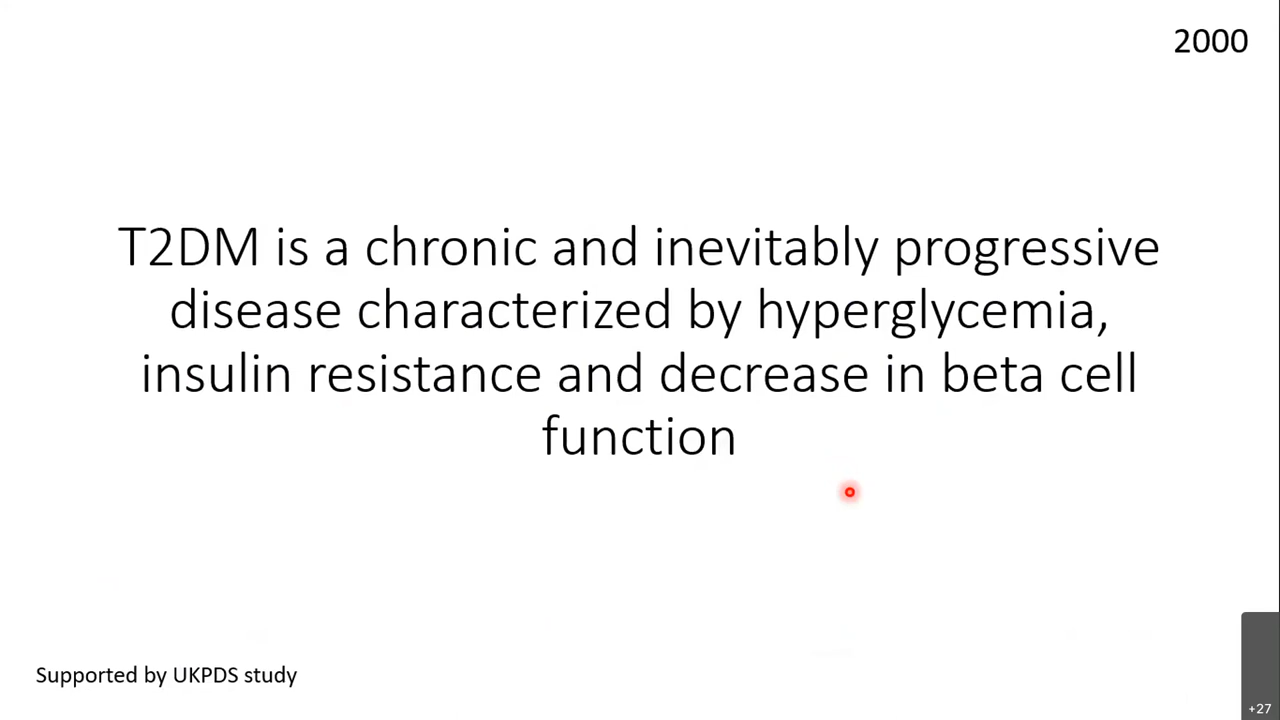 2000
T2DM is a chronic and inevitably progressive
disease characterized by hyperglycemia,
insulin resistance and decrease in beta cell
function
Supported by UKPDS study
+27